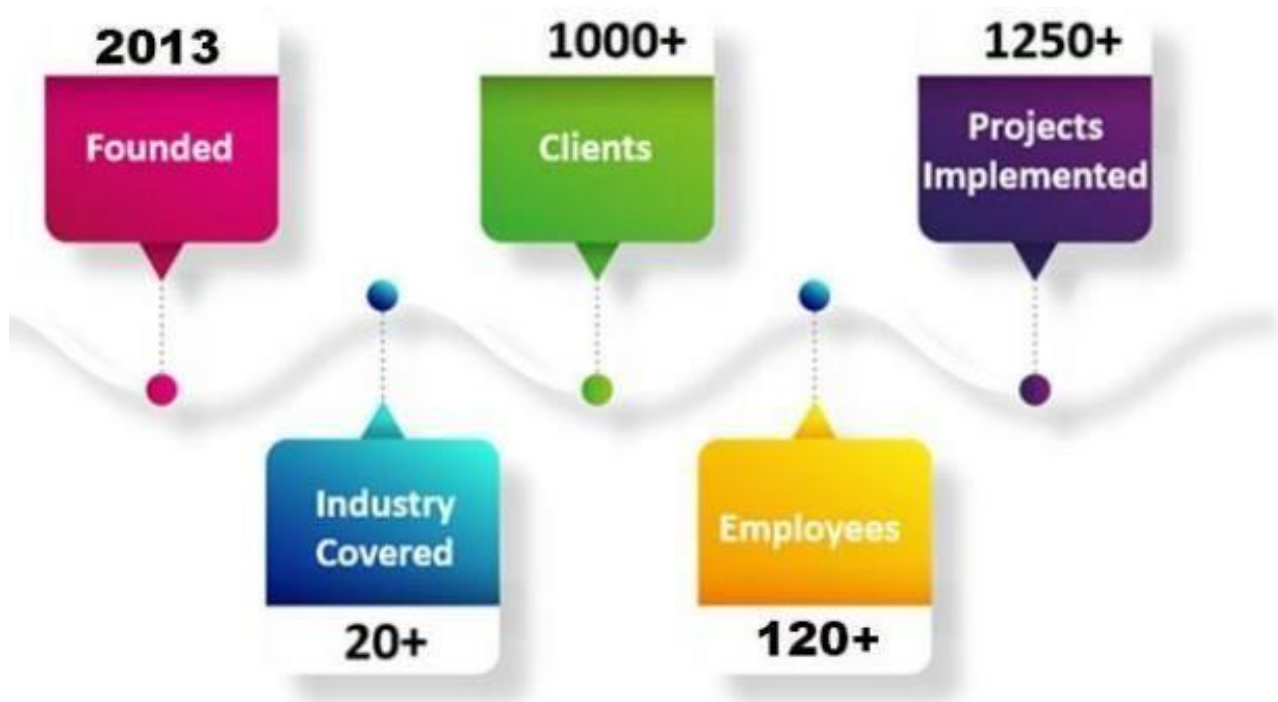 2013
Founded
Industry
Covered
20+
1000+
Clients
Employees
120+
1250+
Projects
Implemented